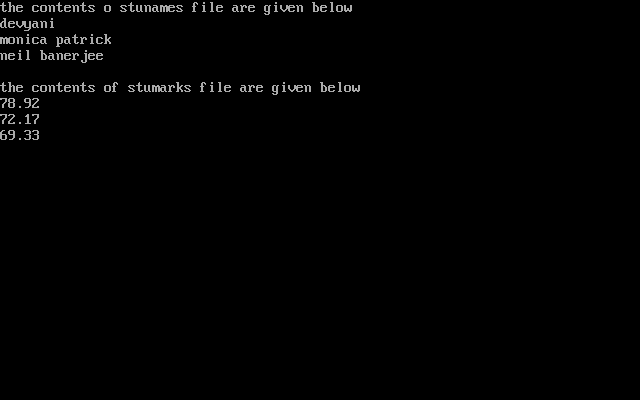 the contents o stunames file are given below
devyani
monica patrick
neil banerjee
the contents of stumarks file are given below
78.92
72.17
69.33